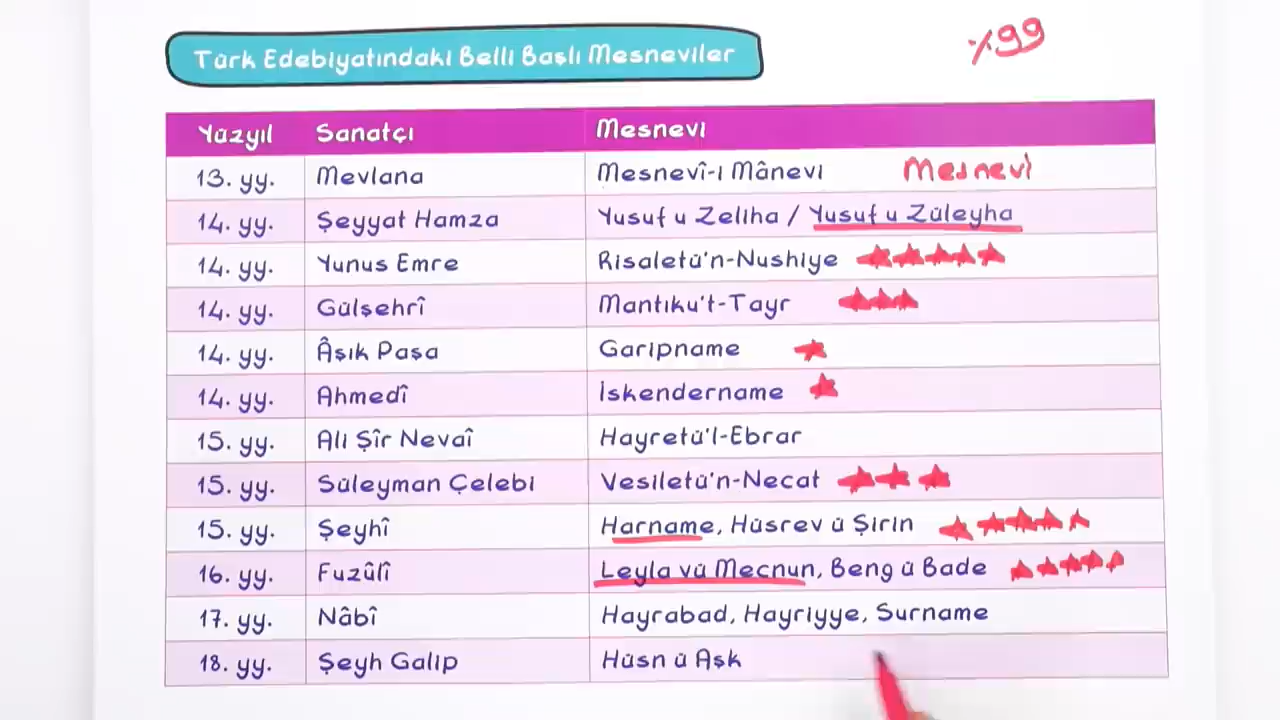 Türk Edebiyatındaki Belli Başlı Mesneviler
%99
Yüzyıl Sanatçı Mesnevi
13. yy. Mevlana Mesnevî-i Mânevi Mesnevi
14. yy. Şeyyat Hamza Yusuf u Zeliha / Yusuf u Züleyha
14. yy. Yunus Emre Risaletü'n-Nushiye
14. yy. Gülşehrî Mantıku't-Tayr
14. yy. Âşık Paşa Garipname
14. yy. Ahmedî İskendername
15. yy. Ali Şîr Nevaî Hayretü'l-Ebrar
15. yy. Süleyman Çelebi Vesiletü'n-Necat
15. yy. Şeyhî Harname, Hüsrev ü Şirin
16. yy. Fuzûlî Leyla vü Mecnun, Beng ü Bade
17. yy. Nâbî Hayrabad, Hayriyye, Surname
18. yy. Şeyh Galip Hüsn ü Aşk